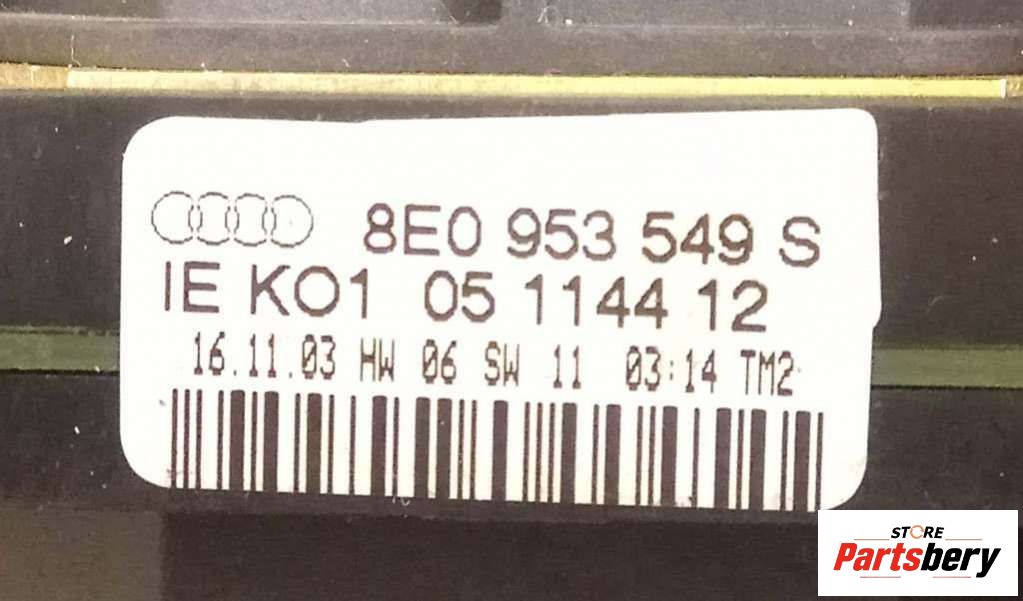 8E0 953 549 S
IE KO1 05 1144 12
16.11.03 HW 06 SW 11 03:14 TM2
STORE
Partsbery